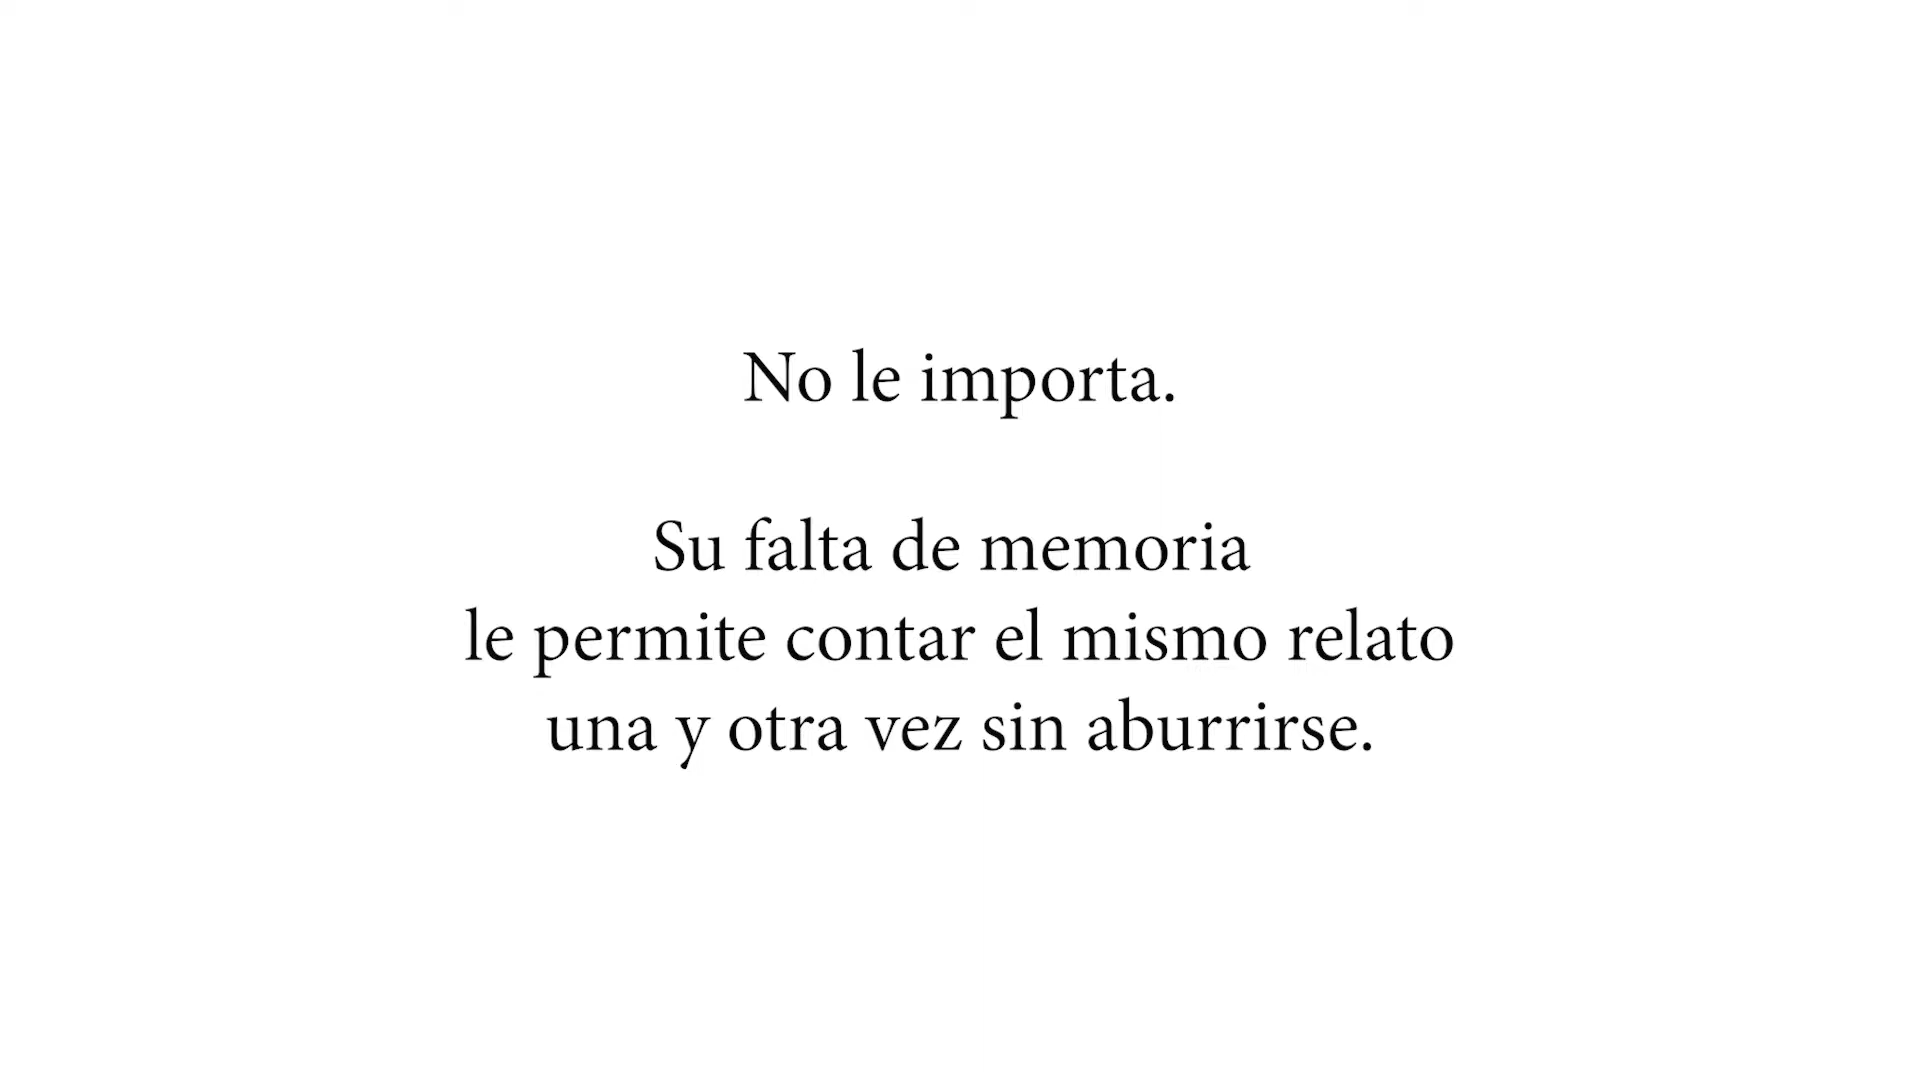 No le importa.
Su falta de memoria
le permite contar el mismo relato
una y otra vez sin aburrirse.